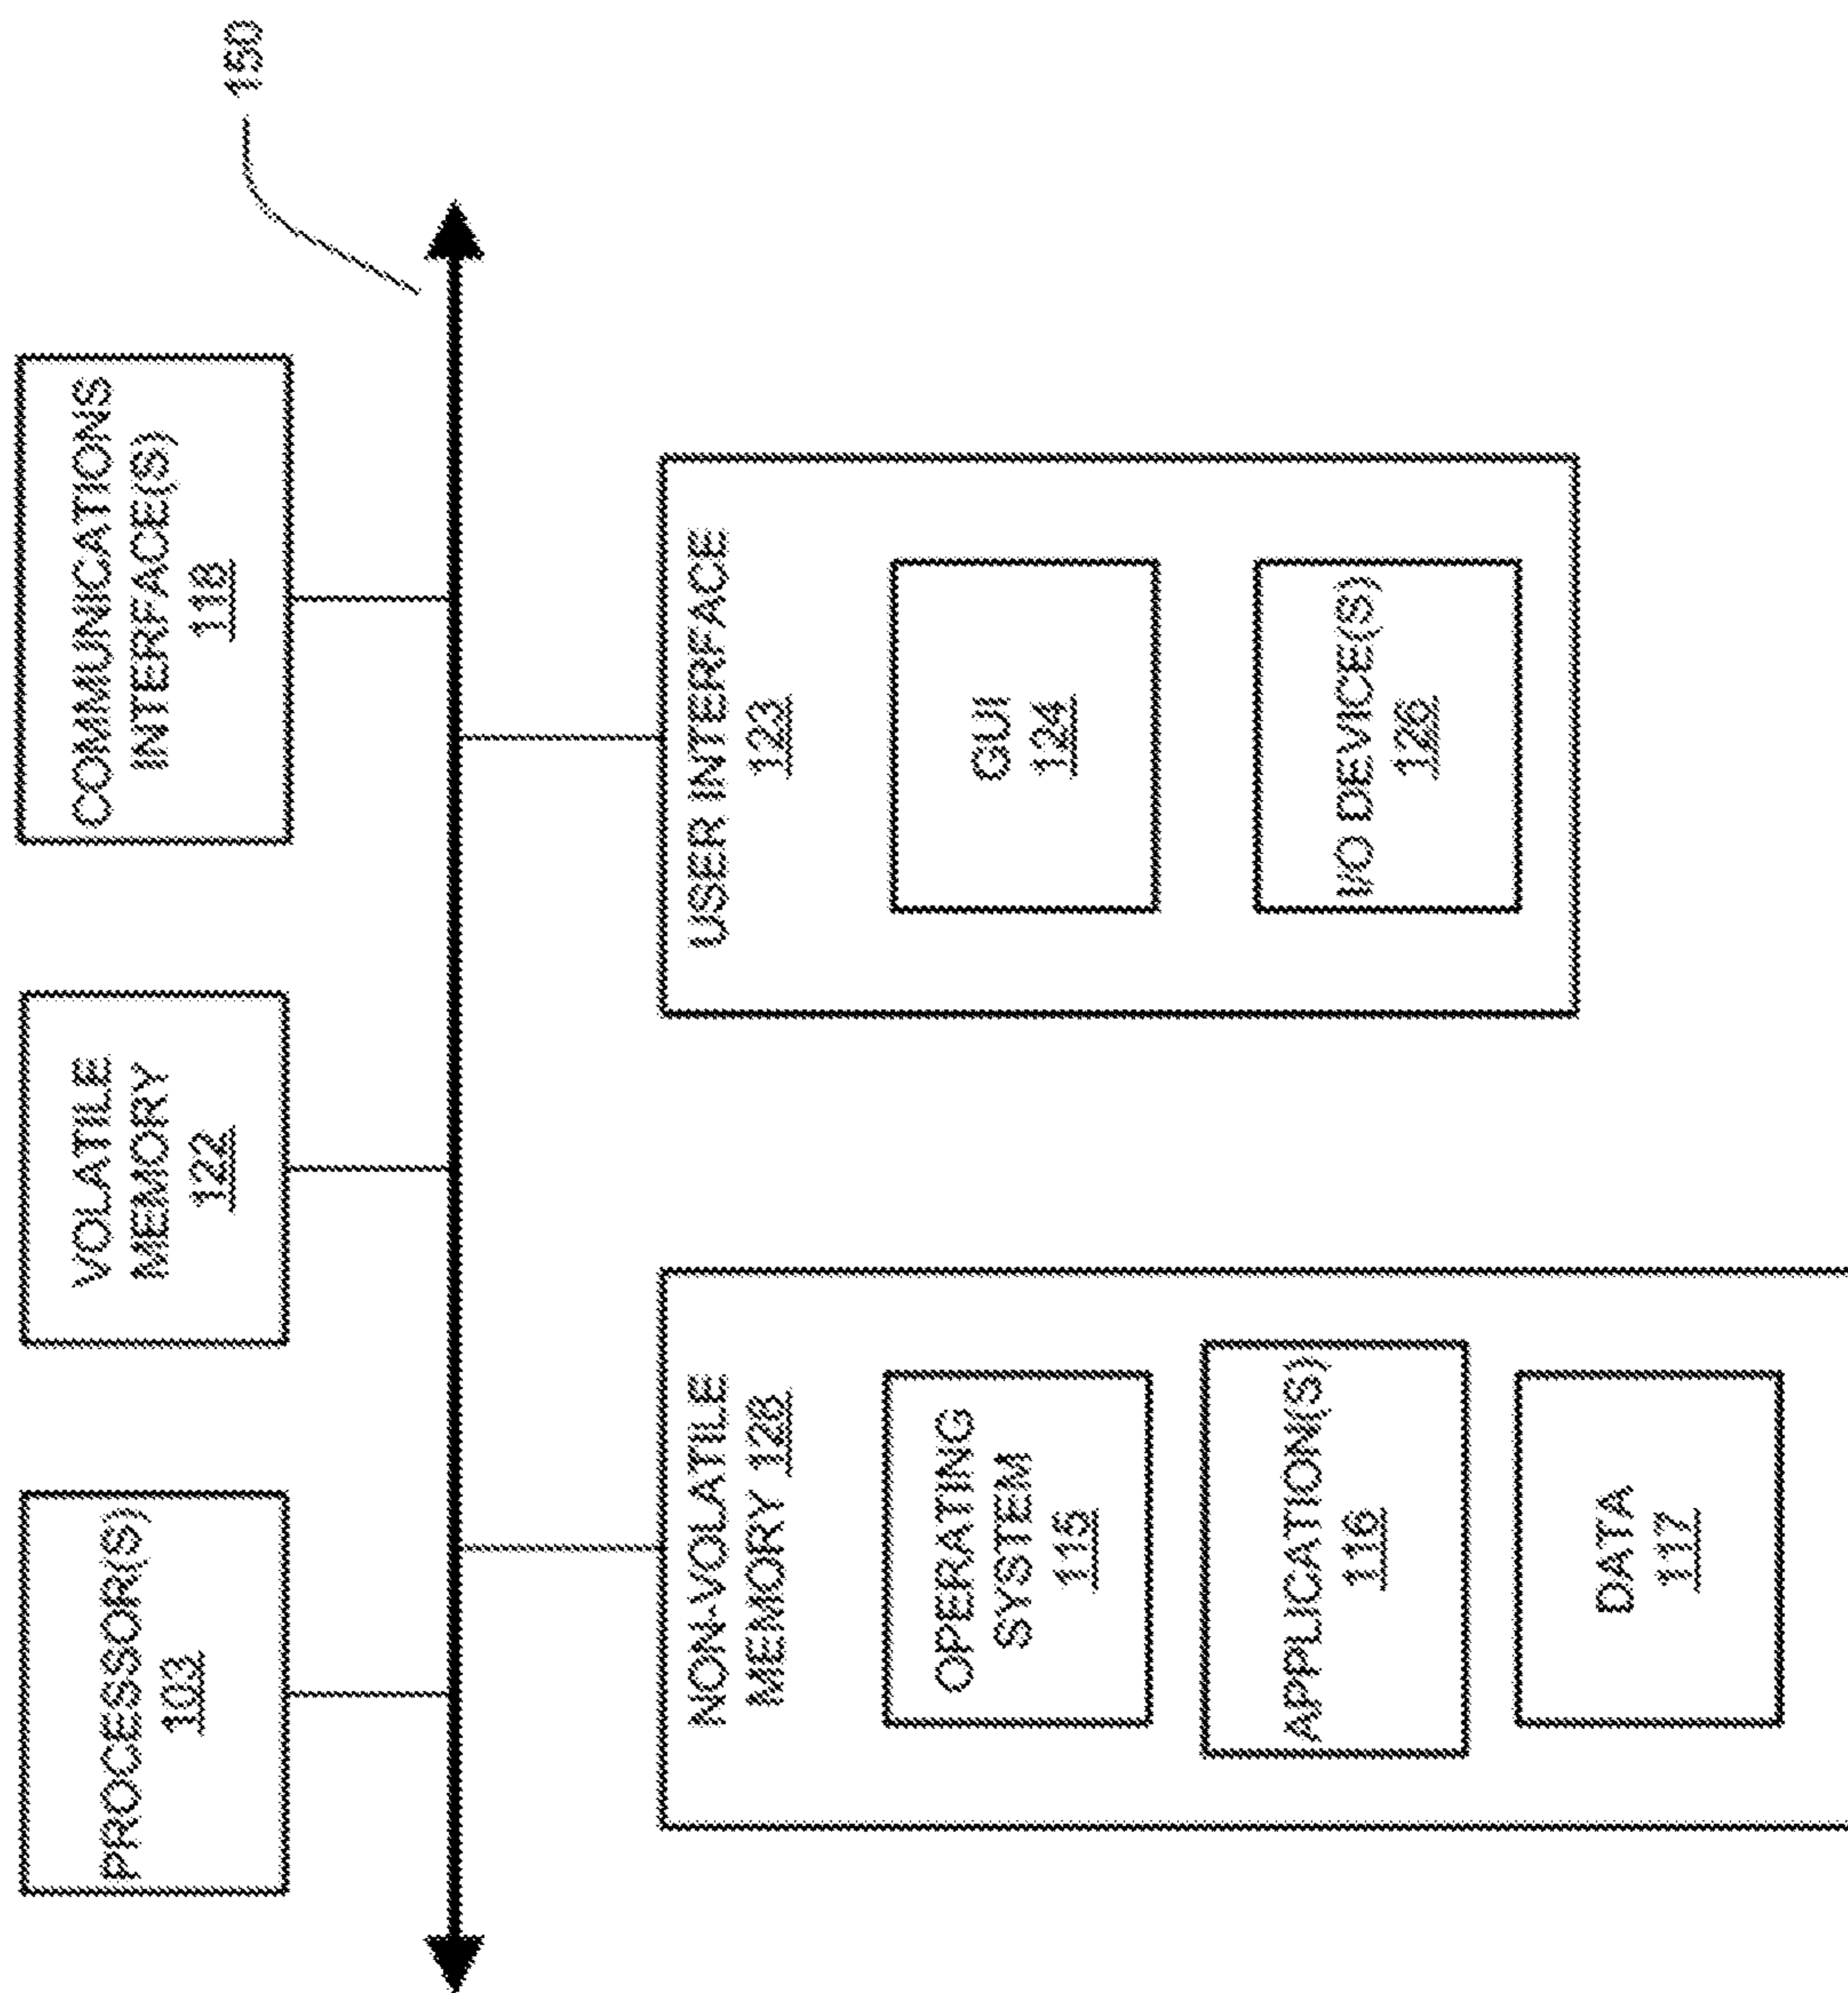 PROCESSOR(S)
103
VOLATILE
MEMORY
122
COMMUNICATIONS
INTERFACE(S)
118
150
NON-VOLATILE
MEMORY 128
OPERATING
SYSTEM
115
APPLICATION(S)
116
DATA
117
USER INTERFACE
123
GUI
124
I/O DEVICE(S)
126